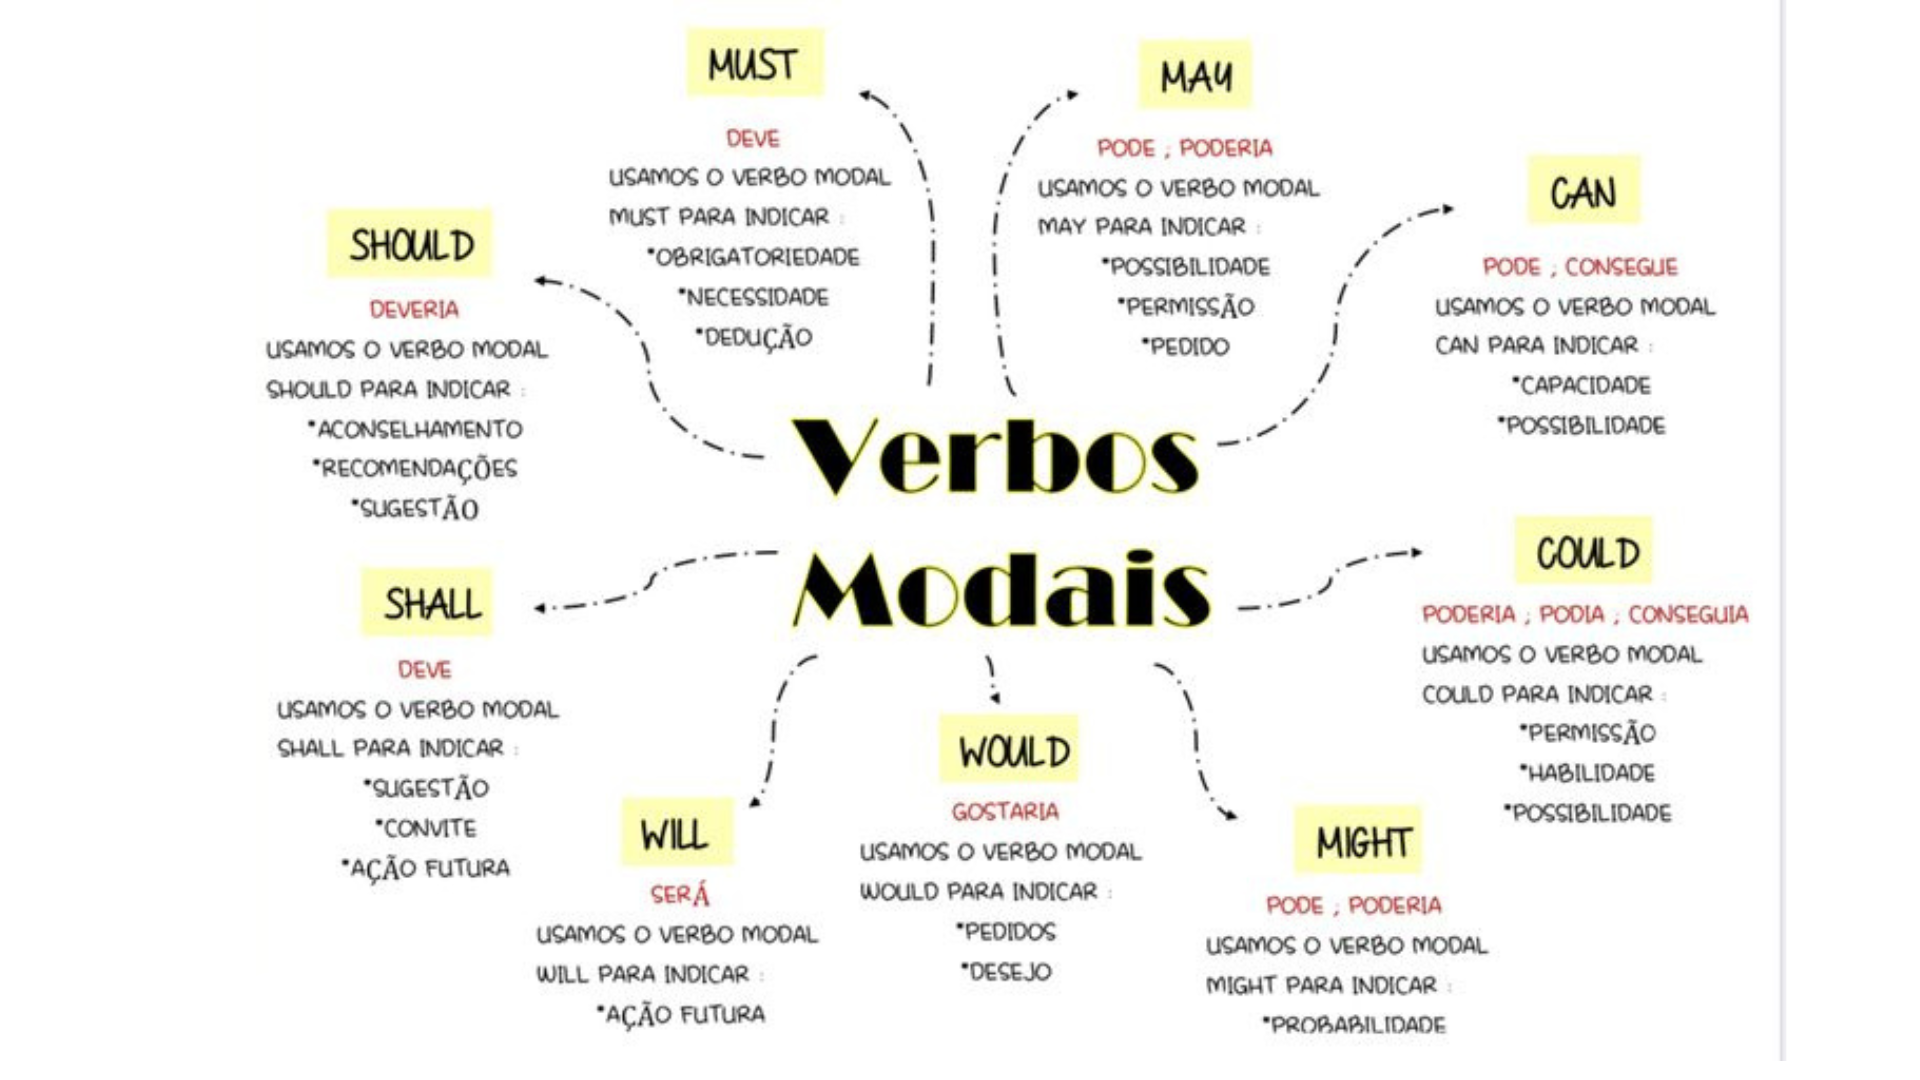 MUST
DEVE
USAMOS O VERBO MODAL
MUST PARA INDICAR :
*OBRIGATORIEDADE
*NECESSIDADE
*DEDUÇÃO
MAY
PODE ; PODERIA
USAMOS O VERBO MODAL
MAY PARA INDICAR :
*POSSIBILIDADE
*PERMISSÃO
*PEDIDO
CAN
PODE ; CONSEGUE
USAMOS O VERBO MODAL
CAN PARA INDICAR :
*CAPACIDADE
*POSSIBILIDADE
SHOULD
DEVERIA
USAMOS O VERBO MODAL
SHOULD PARA INDICAR :
*ACONSELHAMENTO
*RECOMENDAÇÕES
*SUGESTÃO
Verbos
Modais
COULD
PODERIA ; PODIA ; CONSEGUIA
USAMOS O VERBO MODAL
COULD PARA INDICAR :
*PERMISSÃO
*HABILIDADE
*POSSIBILIDADE
SHALL
DEVE
USAMOS O VERBO MODAL
SHALL PARA INDICAR :
*SUGESTÃO
*CONVITE
*AÇÃO FUTURA
WILL
SERÁ
USAMOS O VERBO MODAL
WILL PARA INDICAR :
*AÇÃO FUTURA
WOULD
GOSTARIA
USAMOS O VERBO MODAL
WOULD PARA INDICAR :
*PEDIDOS
*DESEJO
MIGHT
PODE ; PODERIA
USAMOS O VERBO MODAL
MIGHT PARA INDICAR :
*PROBABILIDADE